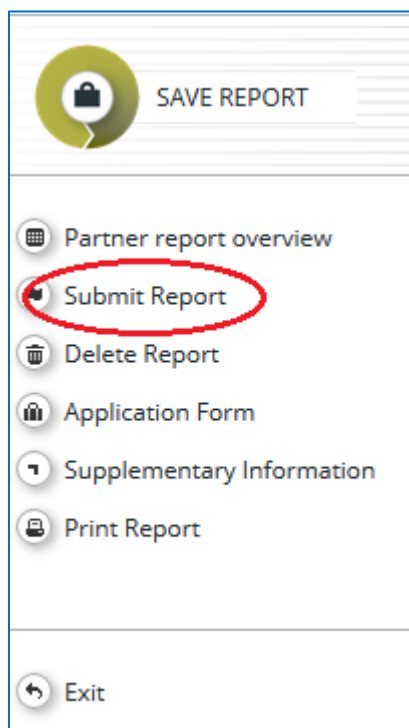 SAVE REPORT
Partner report overview
Submit Report
Delete Report
Application Form
Supplementary Information
Print Report
Exit